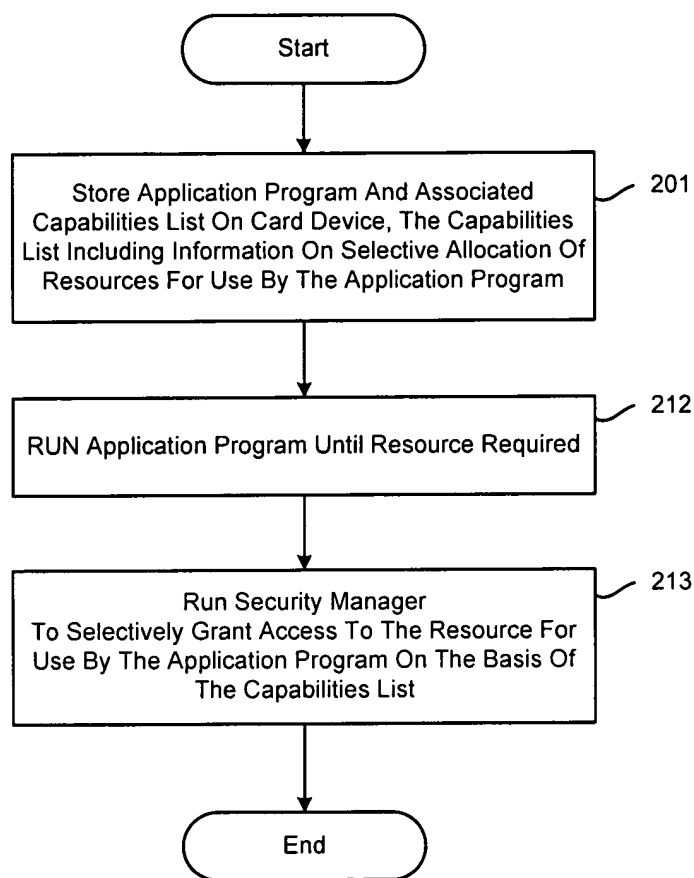 Start
Store Application Program And Associated
Capabilities List On Card Device, The Capabilities
List Including Information On Selective Allocation Of
Resources For Use By The Application Program
201
RUN Application Program Until Resource Required
212
Run Security Manager
To Selectively Grant Access To The Resource For
Use By The Application Program On The Basis Of
The Capabilities List
213
End